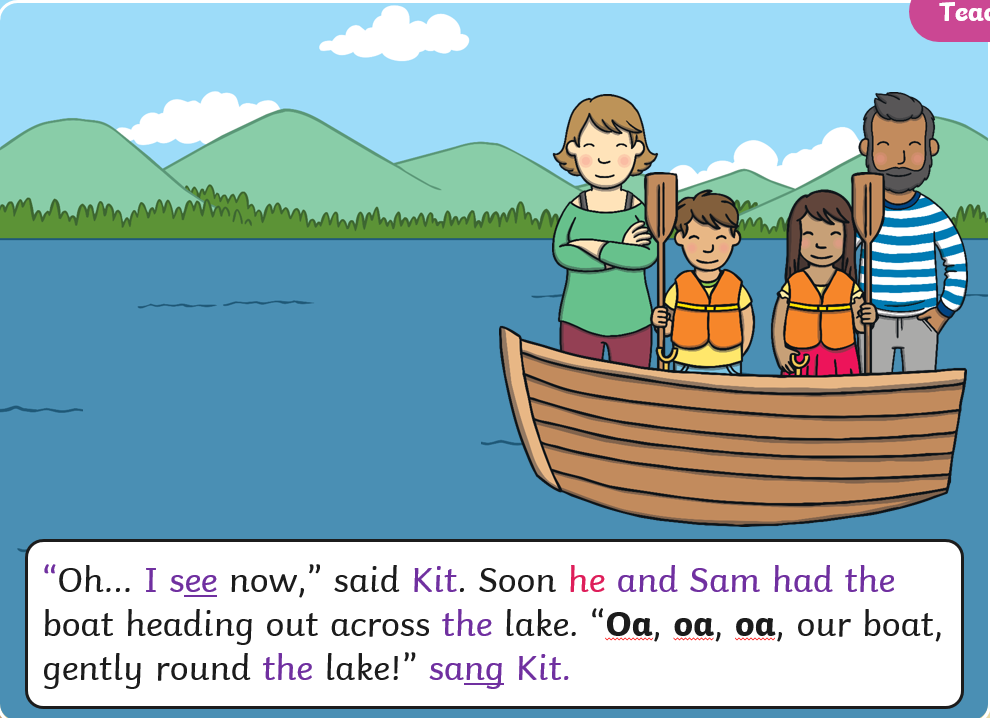 Teac
“Oh... I see now,” said Kit. Soon he and Sam had the
boat heading out across the lake. “Oa, oa, oa, our boat,
gently round the lake!” sang Kit.